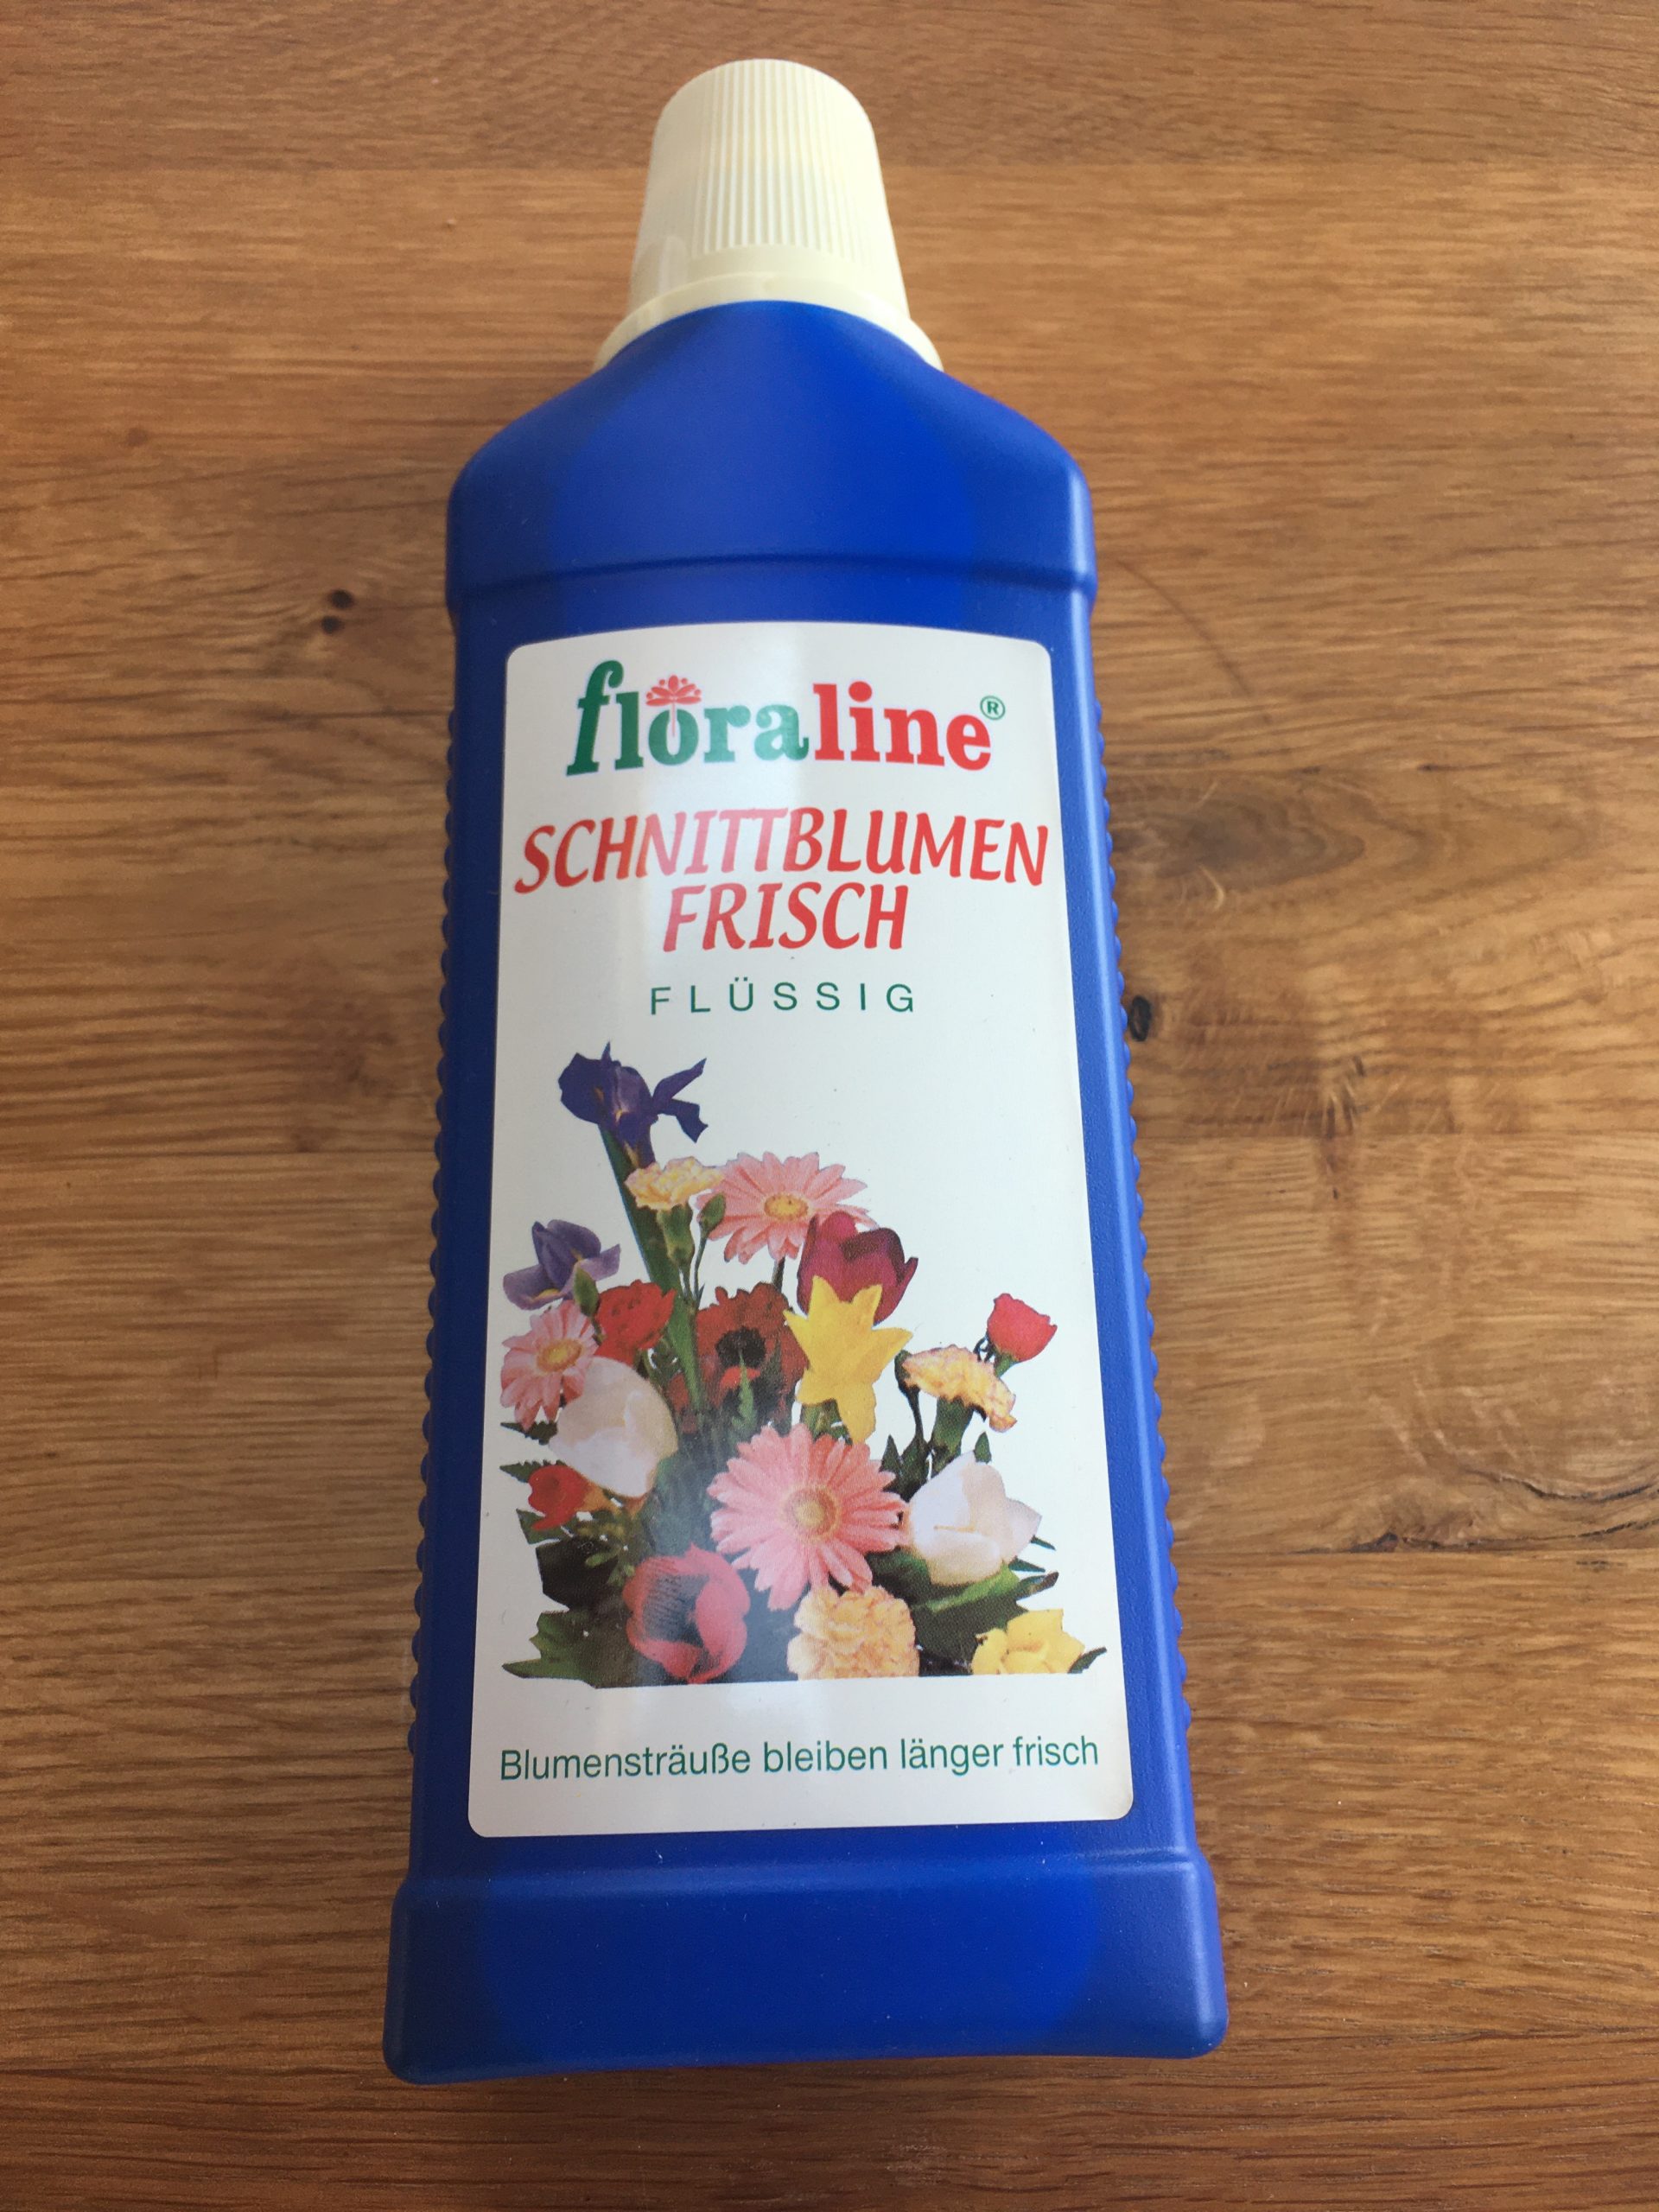 floraline®
SCHNITTBLUMEN
FRISCH
FLÜSSIG
Blumensträuße bleiben länger frisch